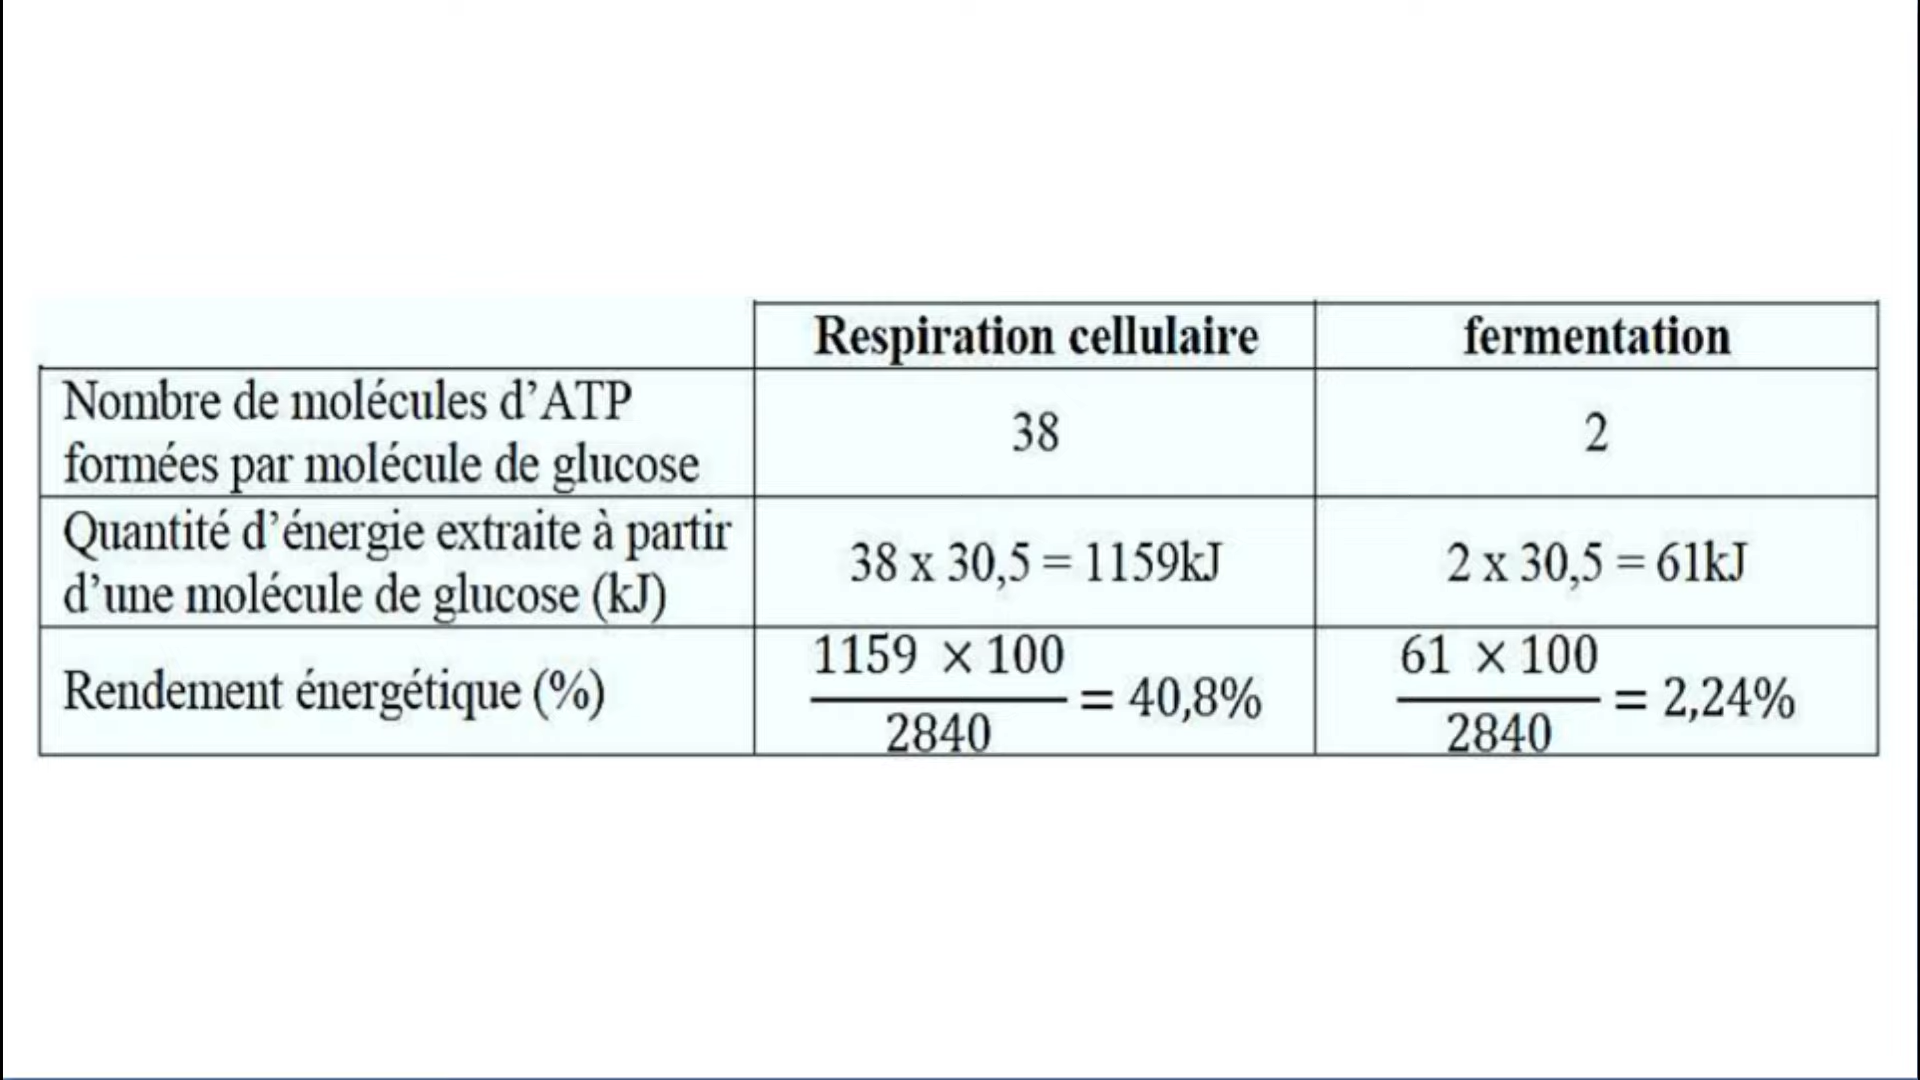 Respiration cellulaire
fermentation
Nombre de molécules d’ATP
formées par molécule de glucose
38
2
Quantité d’énergie extraite à partir
d’une molécule de glucose (kJ)
38 x 30,5 = 1159kJ
2 x 30,5 = 61kJ
Rendement énergétique (%)
1159 × 100
2840
= 40,8%
61 × 100
2840
= 2,24%